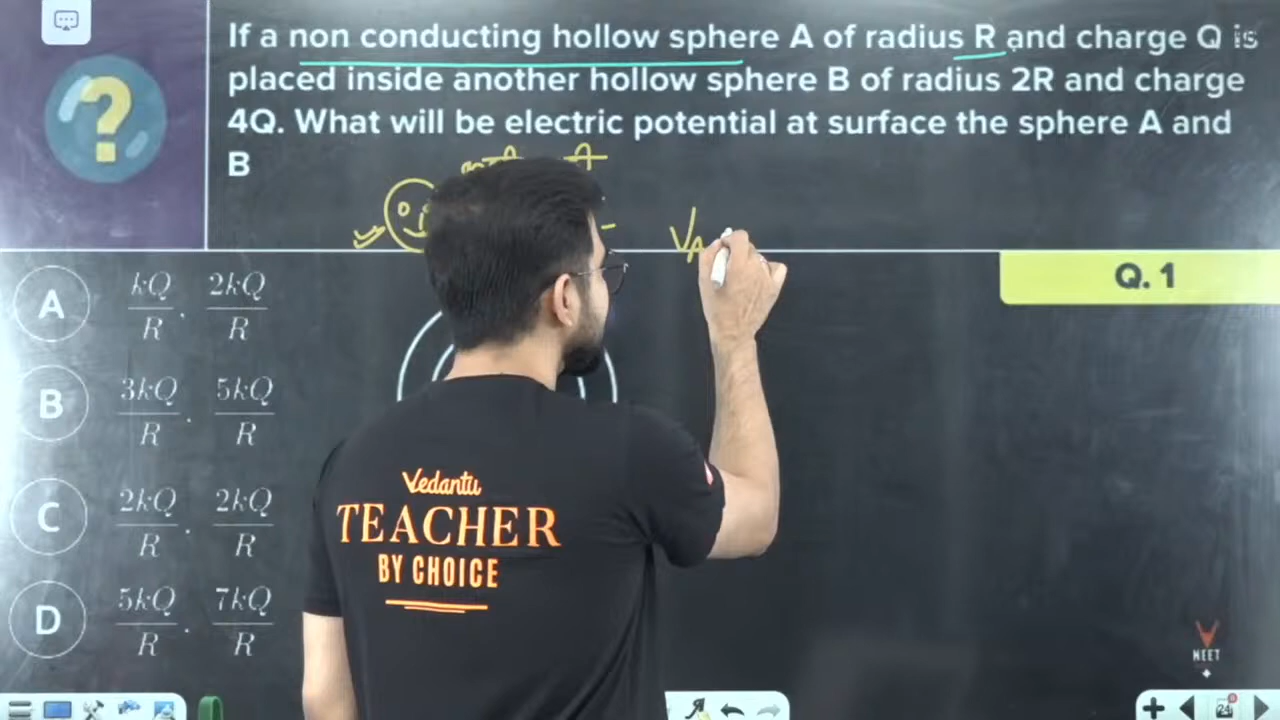 If a non conducting hollow sphere A of radius R and charge Q is
placed inside another hollow sphere B of radius 2R and charge
4Q. What will be electric potential at surface the sphere A and
B
V_A
Q. 1
A kQ/R . 2kQ/R
B 3kQ/R . 5kQ/R
C 2kQ/R . 2kQ/R
D 5kQ/R . 7kQ/R
Vedantu
TEACHER
BY CHOICE
NEET
24